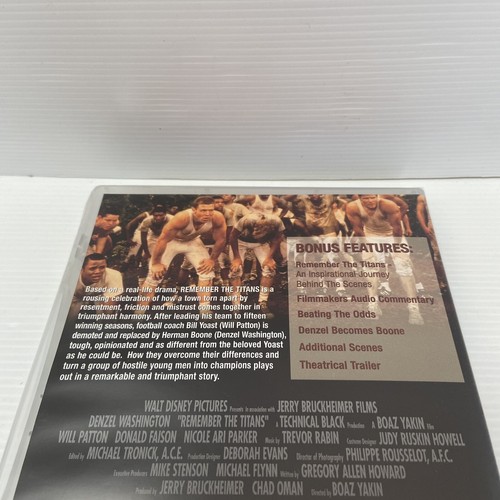 Based on a real-life drama, REMEMBER THE TITANS is a
rousing celebration of how a town torn apart by
resentment, friction and mistrust comes together in
triumphant harmony. After leading his team to fifteen
winning seasons, football coach Bill Yoast (Will Patton) is
demoted and replaced by Herman Boone (Denzel Washington),
tough, opinionated and as different from the beloved Yoast
as he could be. How they overcome their differences and
turn a group of hostile young men into champions plays
out in a remarkable and triumphant story.
BONUS FEATURES:
Remember The Titans -
An Inspirational Journey
Behind The Scenes
Filmmakers Audio Commentary
Beating The Odds
Denzel Becomes Boone
Additional Scenes
Theatrical Trailer
WALT DISNEY PICTURES Presents In association with JERRY BRUCKHEIMER FILMS
DENZEL WASHINGTON "REMEMBER THE TITANS" A TECHNICAL BLACK Production A BOAZ YAKIN Film
WILL PATTON DONALD FAISON NICOLE ARI PARKER Music by TREVOR RABIN Costume Designer JUDY RUSKIN HOWELL
Edited by MICHAEL TRONICK, A.C.E. Production Designer DEBORAH EVANS Director of Photography PHILIPPE ROUSSELOT, A.F.C.
Executive Producers MIKE STENSON MICHAEL FLYNN Written by GREGORY ALLEN HOWARD
Produced by JERRY BRUCKHEIMER CHAD OMAN Directed by BOAZ YAKIN